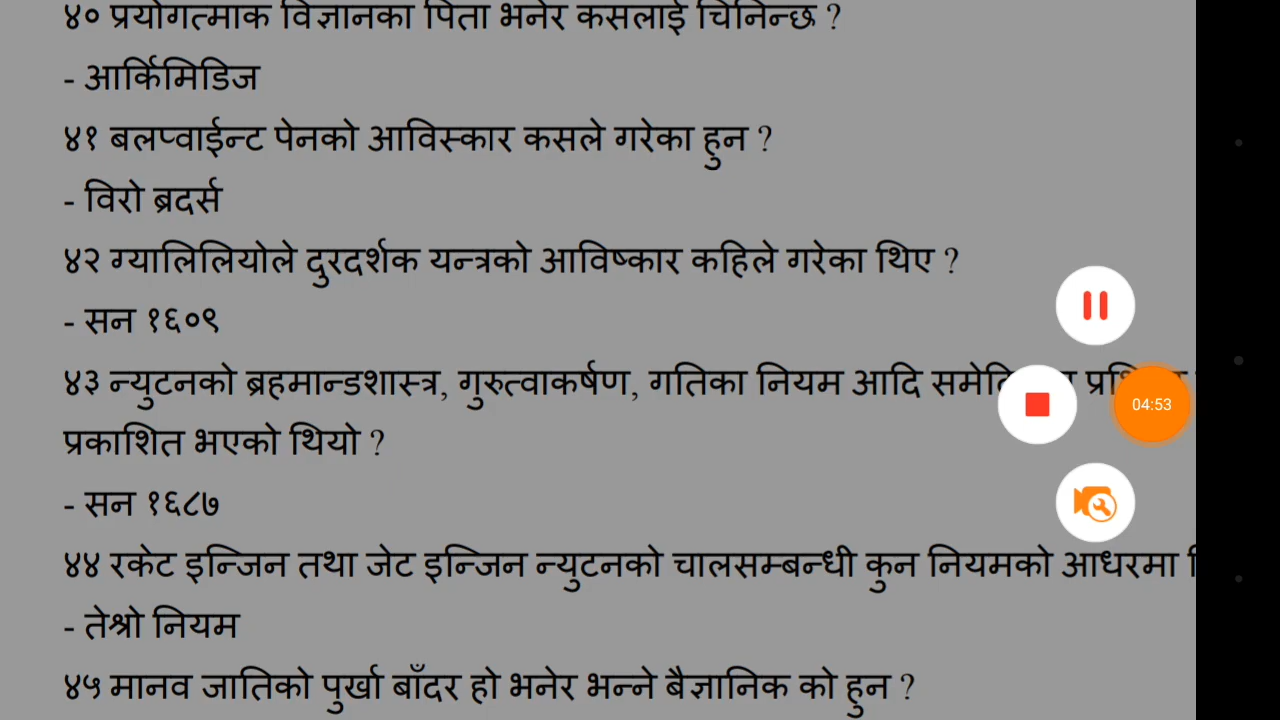 ४० प्रयोगत्माक विज्ञानका पिता भनेर कसलाई चिनिन्छ ?
- आर्किमिडिज
४१ बलप्वाईन्ट पेनको आविस्कार कसले गरेका हुन ?
- विरो ब्रदर्स
४२ ग्यालिलियोले दुरदर्शक यन्त्रको आविष्कार कहिले गरेका थिए ?
- सन १६०९
४३ न्युटनको ब्रहमान्डशास्त्र, गुरुत्वाकर्षण, गतिका नियम आदि
प्रकाशित भएको थियो ?
- सन १६८७
04:53
४४ रकेट इन्जिन तथा जेट इन्जिन न्युटनको चालसम्बन्धी कुन नियमको आधरमा
- तेश्रो नियम
४५ मानव जातिको पुर्खा बाँदर हो भनेर भन्ने बैज्ञानिक को हुन ?